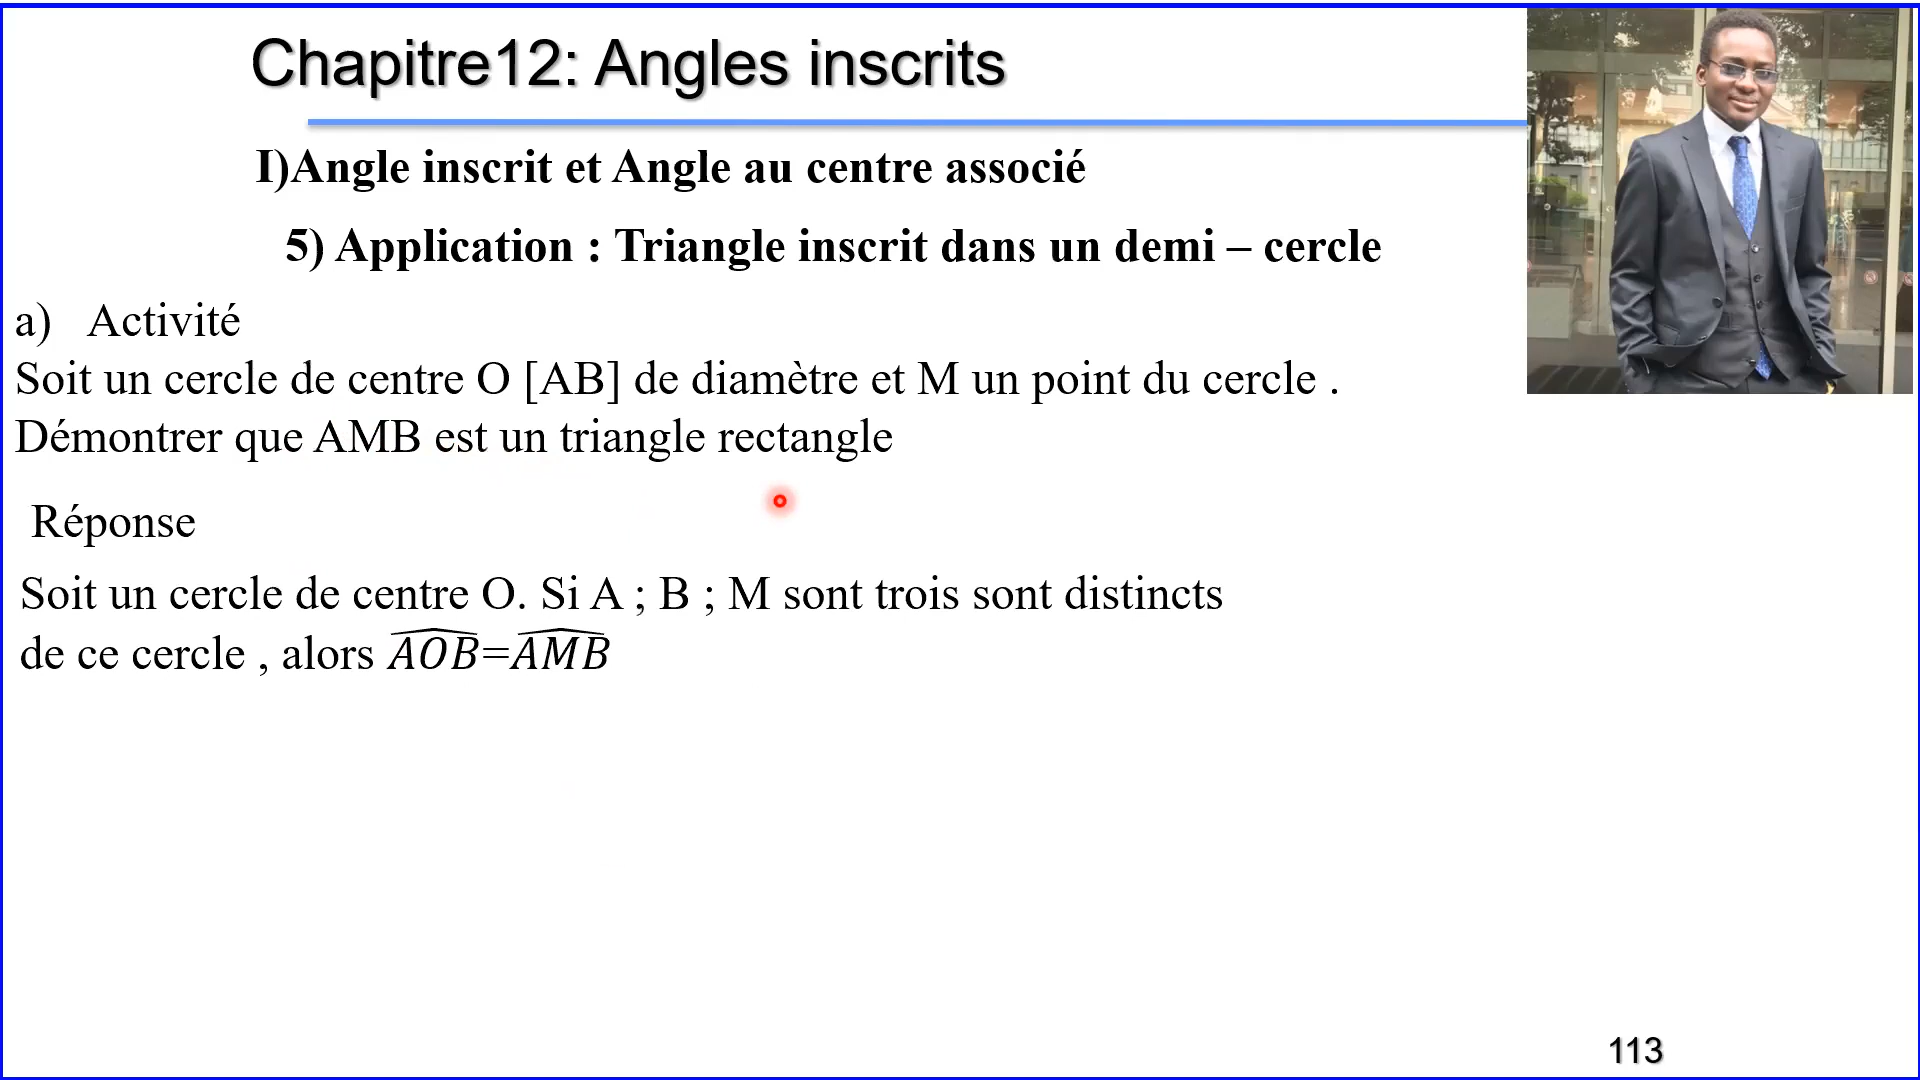 Chapitre12: Angles inscrits
I)Angle inscrit et Angle au centre associé
5) Application : Triangle inscrit dans un demi – cercle
a) Activité
Soit un cercle de centre O [AB] de diamètre et M un point du cercle .
Démontrer que AMB est un triangle rectangle
Réponse
Soit un cercle de centre O. Si A ; B ; M sont trois sont distincts
de ce cercle , alors \widehat{AOB}=\widehat{AMB}
113